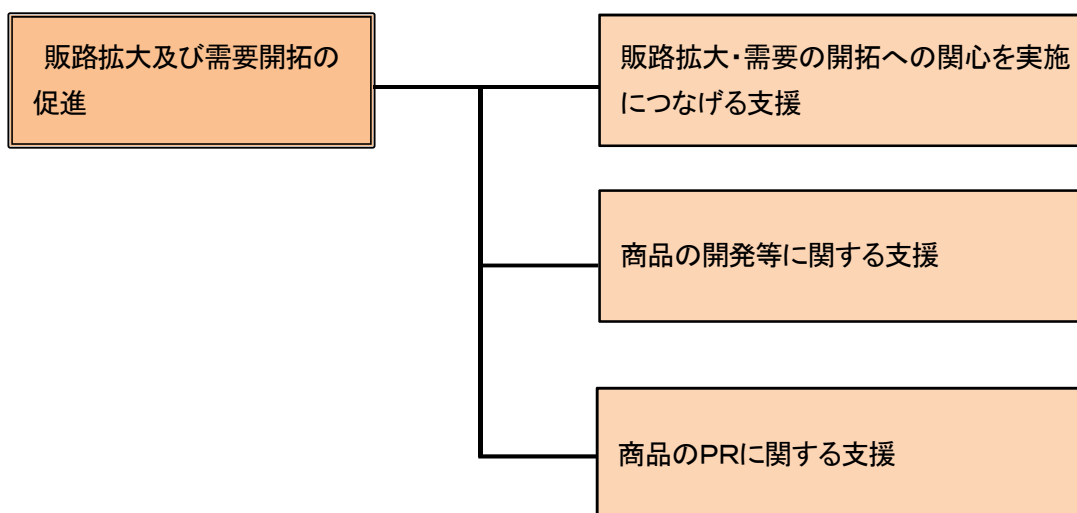 販路拡大及び需要開拓の
促進
販路拡大・需要の開拓への関心を実施
につなげる支援
商品の開発等に関する支援
商品のPRに関する支援